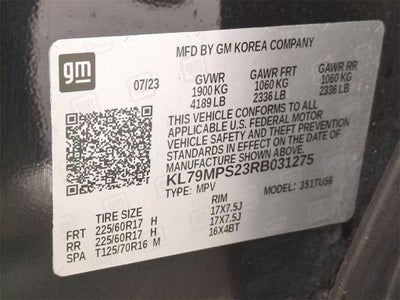 gm
MFD BY GM KOREA COMPANY
07/23 GVWR GAWR FRT GAWR RR
1900 KG 1060 KG 1060 KG
4189 LB 2336 LB 2336 LB
THIS VEHICLE CONFORMS TO ALL
APPLICABLE U.S. FEDERAL MOTOR
VEHICLE SAFETY AND THEFT PREVENTION
STANDARDS IN EFFECT ON THE DATE OF
MANUFACTURE SHOWN ABOVE.
KL79MPS23RB031275
TYPE: MPV MODEL: 351TUS6
TIRE SIZE RIM
FRT 225/60R17 H 17X7.5J
RR 225/60R17 H 17X7.5J
SPA T125/70R16 M 16X4BT